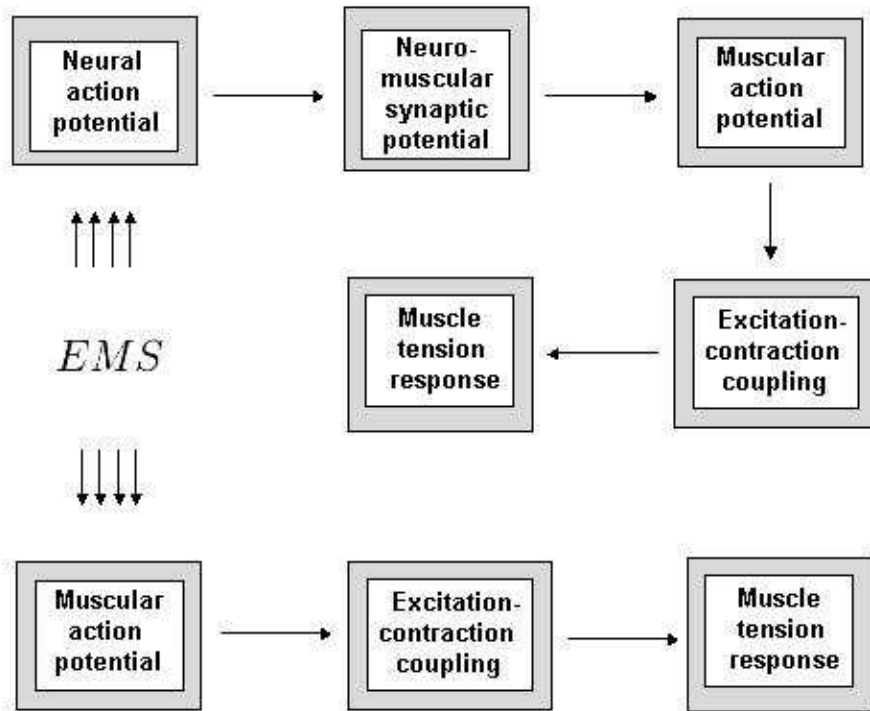 Neural
action
potential
Neuro-
muscular
synaptic
potential
Muscular
action
potential
Muscle
tension
response
Excitation-
contraction
coupling
EMS
Muscular
action
potential
Excitation-
contraction
coupling
Muscle
tension
response